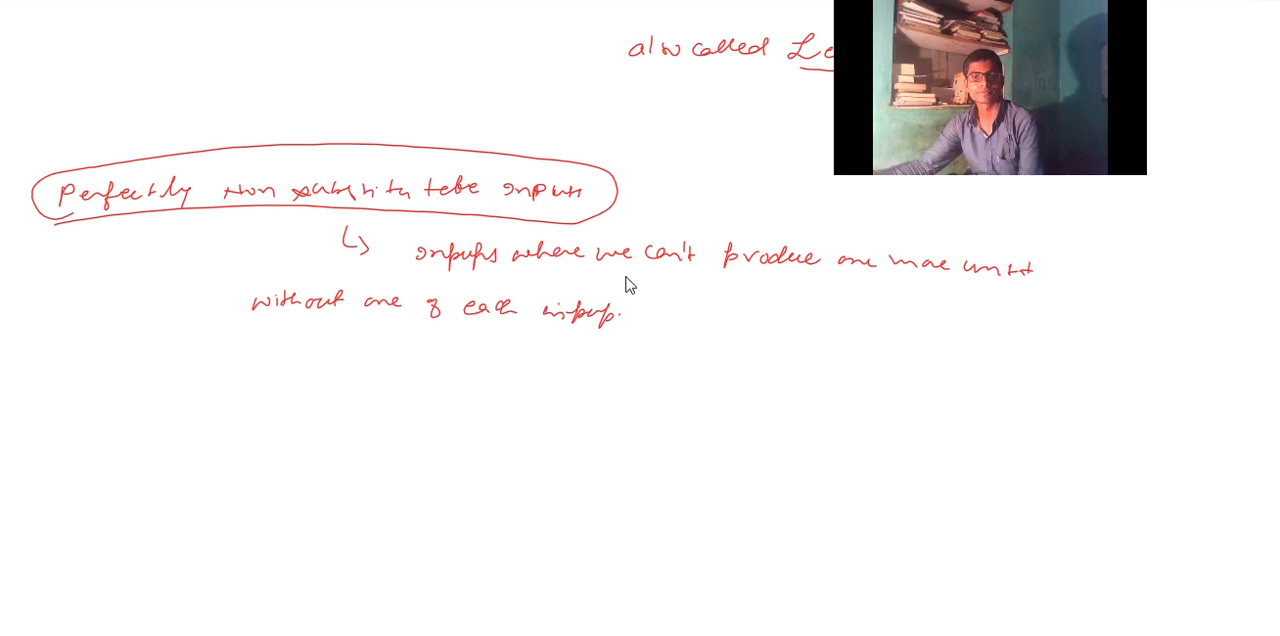 also called Le
Perfectly Non substitutebe inputs
↳ inputs where we can't produce one more unit
without one of each input.